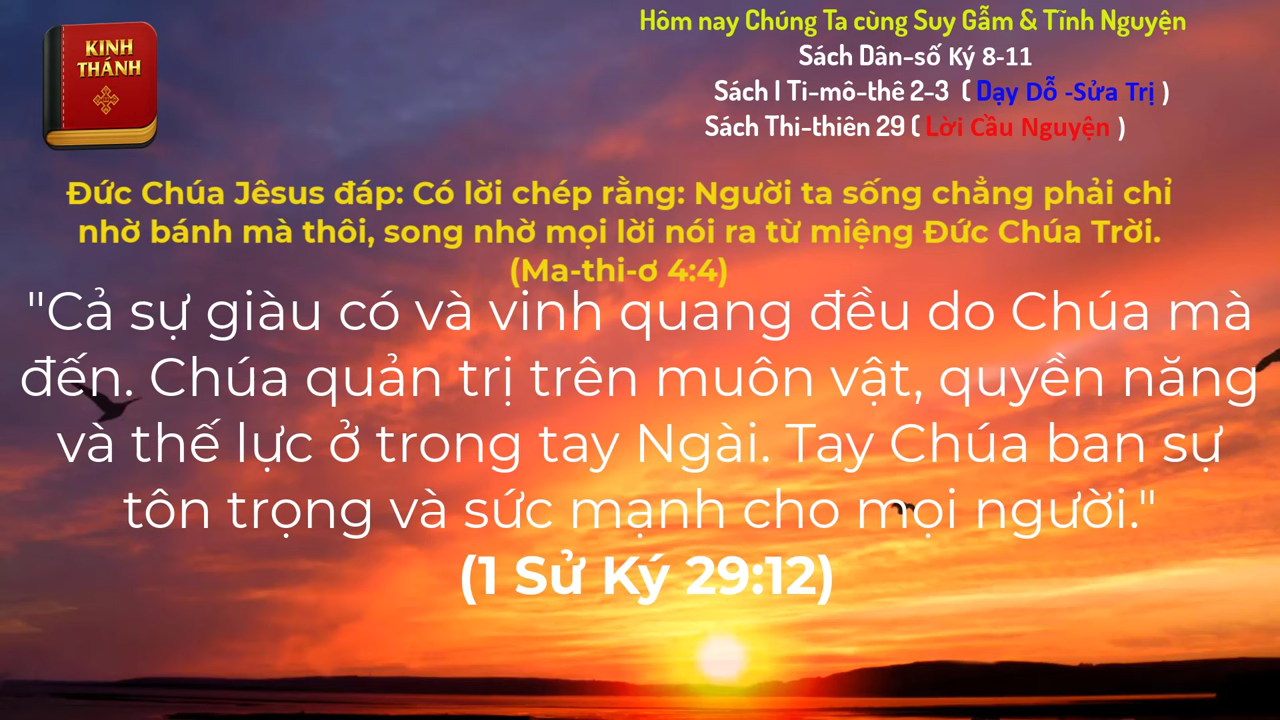 KINH
THÁNH
Hôm nay Chúng Ta cùng Suy Gẫm & Tĩnh Nguyện
Sách Dân-số Ký 8-11
Sách I Ti-mô-thê 2-3 ( Dạy Dỗ -Sửa Trị )
Sách Thi-thiên 29 ( Lời Cầu Nguyện )
Đức Chúa Jêsus đáp: Có lời chép rằng: Người ta sống chẳng phải chỉ
nhờ bánh mà thôi, song nhờ mọi lời nói ra từ miệng Đức Chúa Trời.
(Ma-thi-ơ 4:4)
"Cả sự giàu có và vinh quang đều do Chúa mà
đến. Chúa quản trị trên muôn vật, quyền năng
và thế lực ở trong tay Ngài. Tay Chúa ban sự
tôn trọng và sức mạnh cho mọi người."
(1 Sử Ký 29:12)